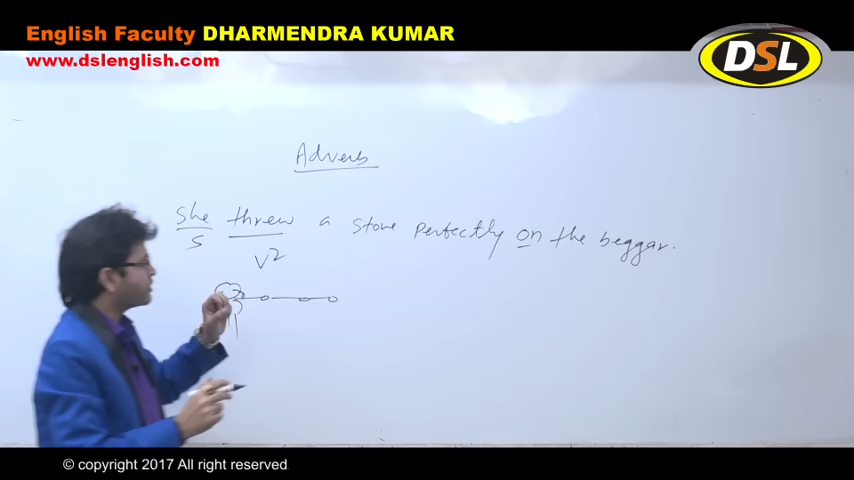 English Faculty DHARMENDRA KUMAR
www.dslenglish.com
DSL
Adverb
She threw a stone perfectly on the beggar.
S V2
© copyright 2017 All right reserved.